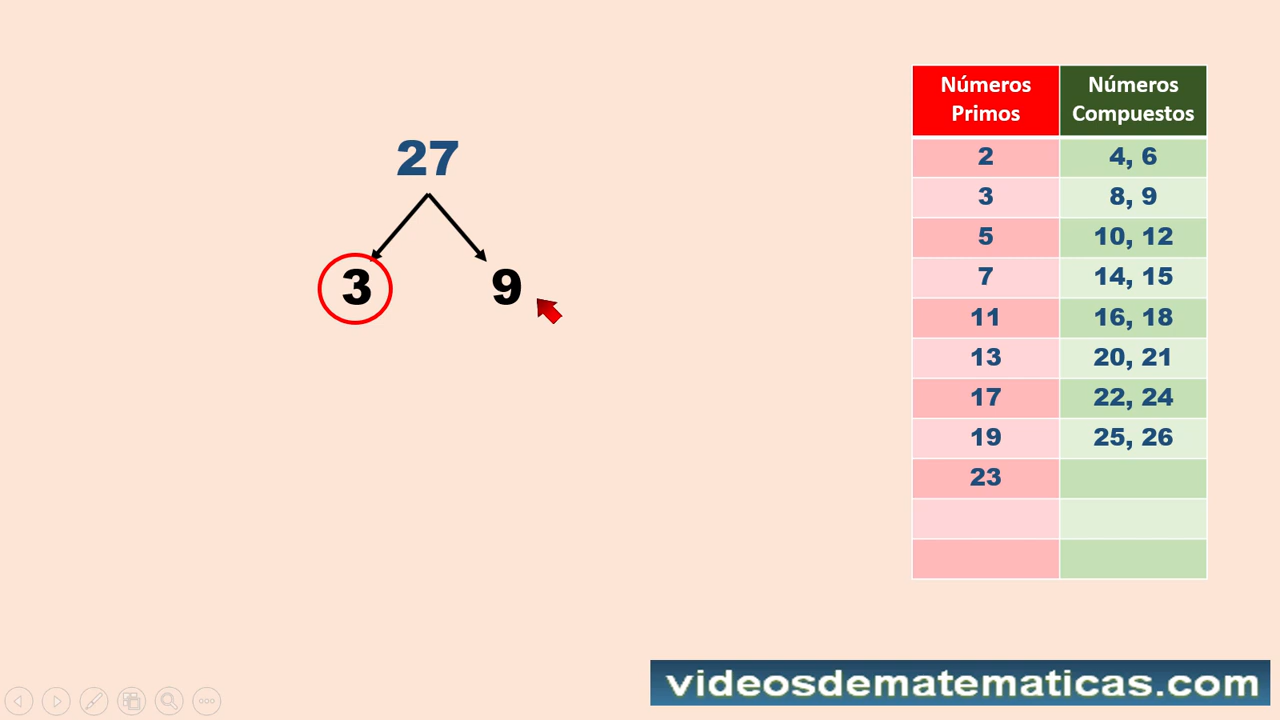 27
3 9
Números Primos
Números Compuestos
2 4, 6
3 8, 9
5 10, 12
7 14, 15
11 16, 18
13 20, 21
17 22, 24
19 25, 26
23
videosdematematicas.com